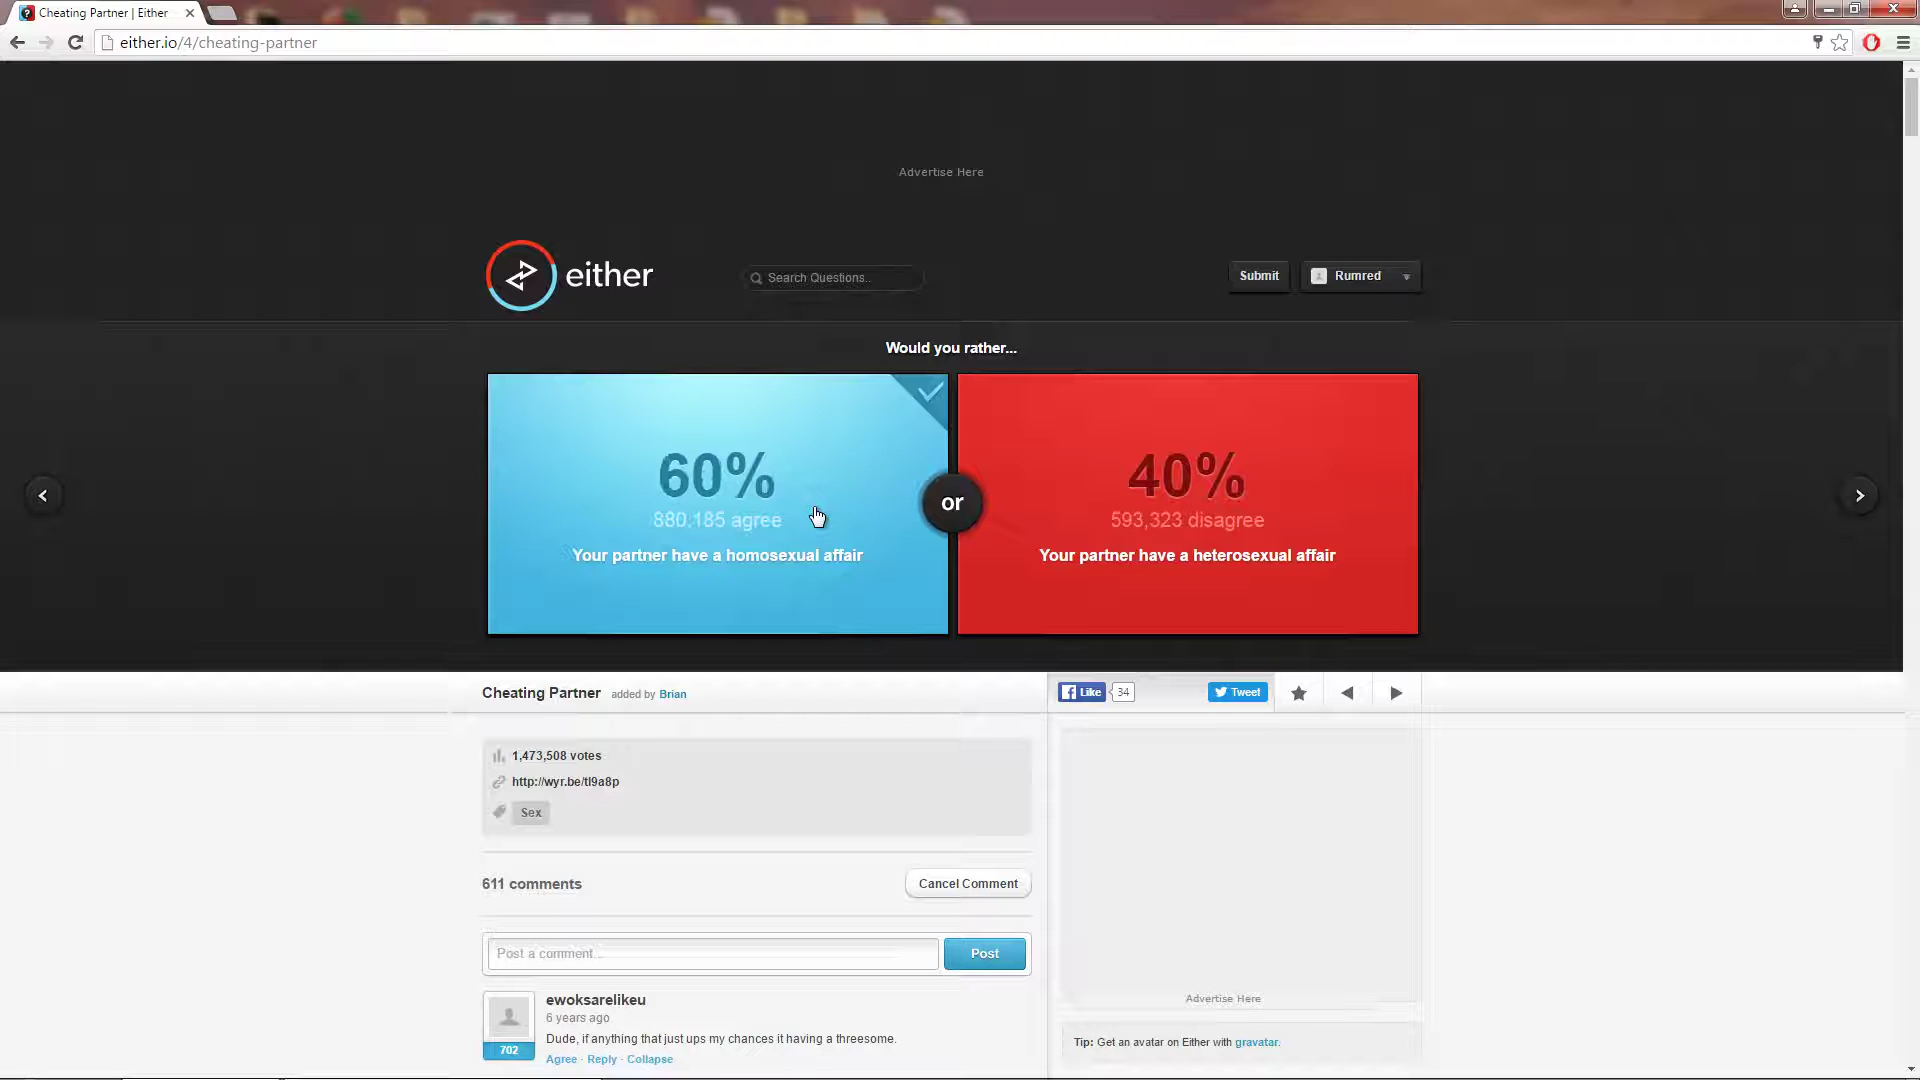 Cheating Partner | Either
either.io/4/cheating-partner
Advertise Here
either
Search Questions..
Submit
Rumred
Would you rather...
60%
880,185 agree
Your partner have a homosexual affair
or
40%
593,323 disagree
Your partner have a heterosexual affair
Cheating Partner added by Brian
Like 34
Tweet
1,473,508 votes
http://wyr.be/tI9a8p
Sex
611 comments
Cancel Comment
Post a comment...
Post
ewoksarelikeu
6 years ago
702
Dude, if anything that just ups my chances it having a threesome.
Agree · Reply · Collapse
Advertise Here
Tip: Get an avatar on Either with gravatar.